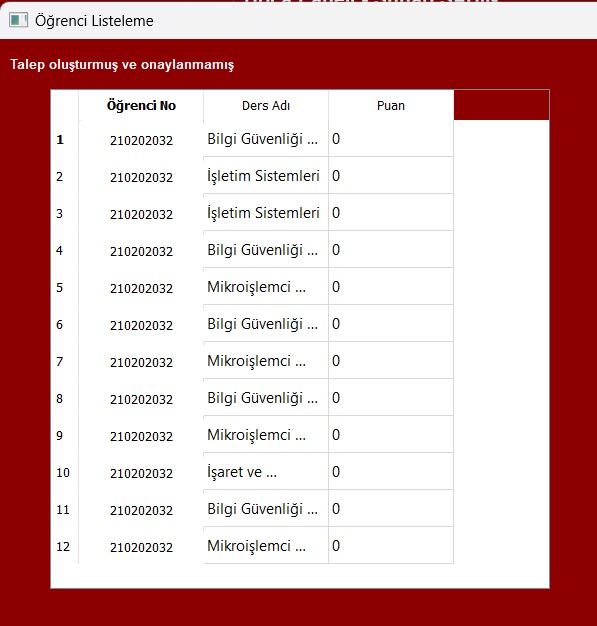 Öğrenci Listeleme
Talep oluşturmuş ve onaylanmamış
Öğrenci No Ders Adı Puan
1 210202032 Bilgi Güvenliği ... 0
2 210202032 İşletim Sistemleri 0
3 210202032 İşletim Sistemleri 0
4 210202032 Bilgi Güvenliği ... 0
5 210202032 Mikroişlemci ... 0
6 210202032 Bilgi Güvenliği ... 0
7 210202032 Mikroişlemci ... 0
8 210202032 Bilgi Güvenliği ... 0
9 210202032 Mikroişlemci ... 0
10 210202032 İşaret ve ... 0
11 210202032 Bilgi Güvenliği ... 0
12 210202032 Mikroişlemci ... 0